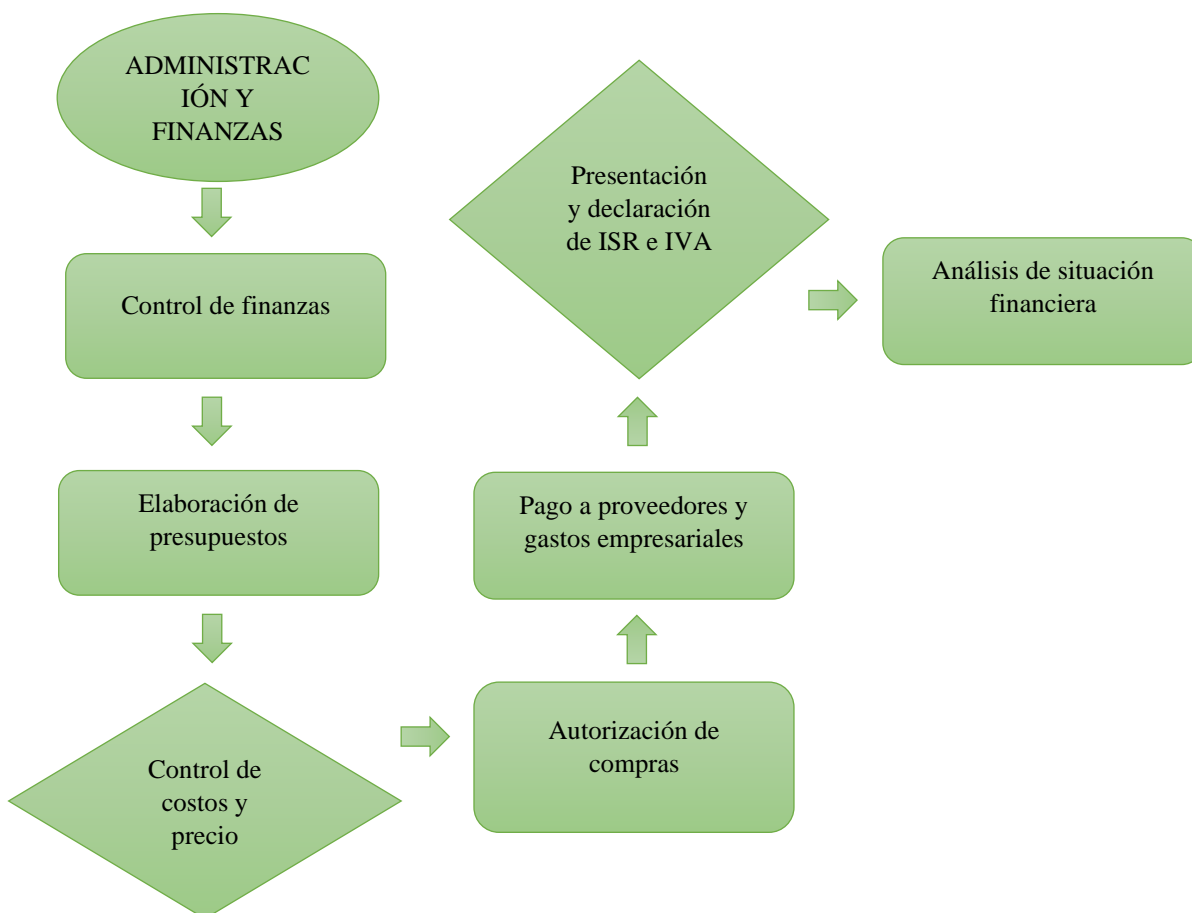 ADMINISTRAC
IÓN Y
FINANZAS
Control de finanzas
Elaboración de
presupuestos
Control de
costos y
precio
Autorización de
compras
Pago a proveedores y
gastos empresariales
Presentación
y declaración
de ISR e IVA
Análisis de situación
financiera